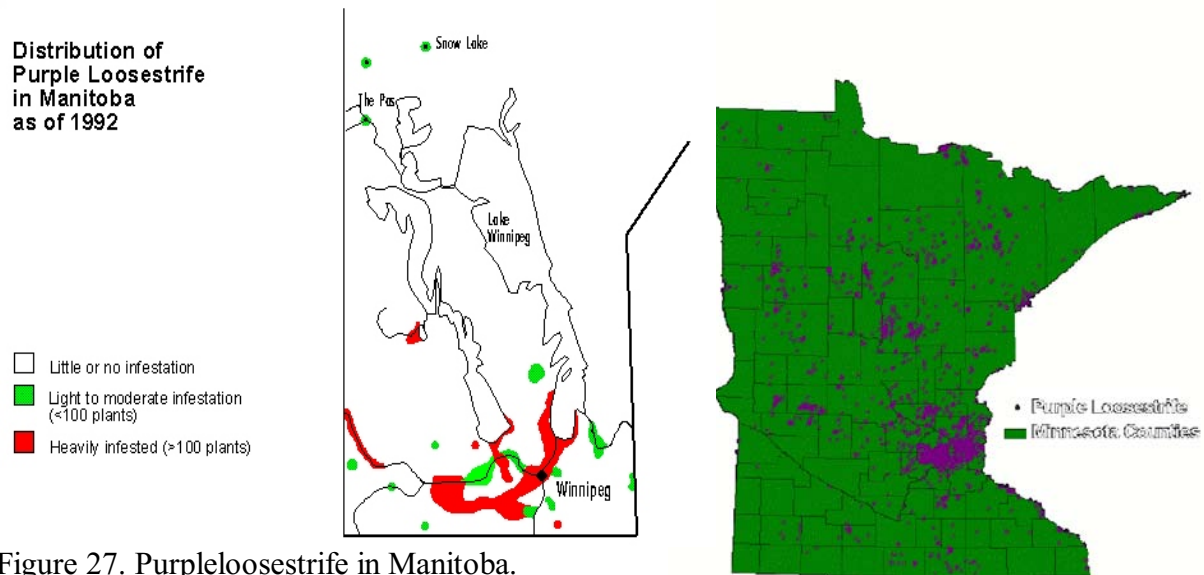 Distribution of
Purple Loosestrife
in Manitoba
as of 1992
Snow Lake
The Pas
Lake
Winnipeg
Little or no infestation
Light to moderate infestation
(<100 plants)
Heavily infested (>100 plants)
Winnipeg
Purple Loosestrife
Minnesota Counties
Figure 27. Purpleloosestrife in Manitoba.